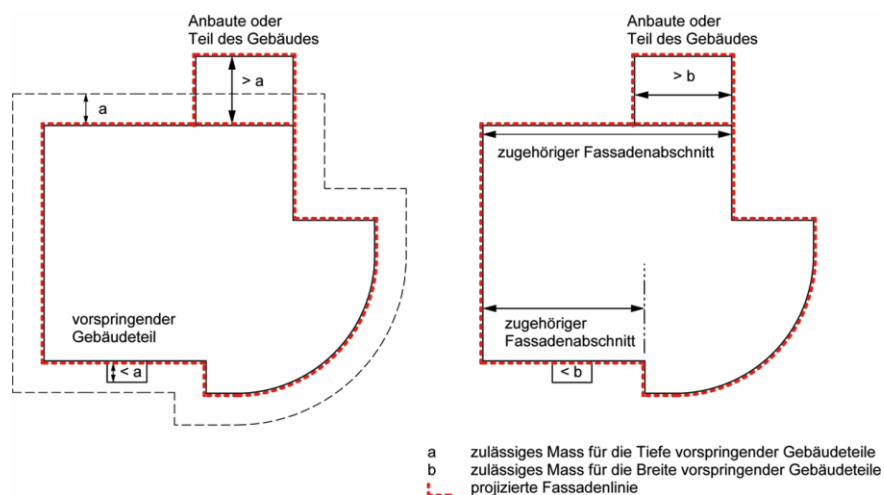 Anbaute oder
Teil des Gebäudes
> a
a
vorspringender
Gebäudeteil
< a
Anbaute oder
Teil des Gebäudes
> b
zugehöriger Fassadenabschnitt
zugehöriger
Fassadenabschnitt
< b
a zulässiges Mass für die Tiefe vorspringender Gebäudeteile
b zulässiges Mass für die Breite vorspringender Gebäudeteile
projizierte Fassadenlinie